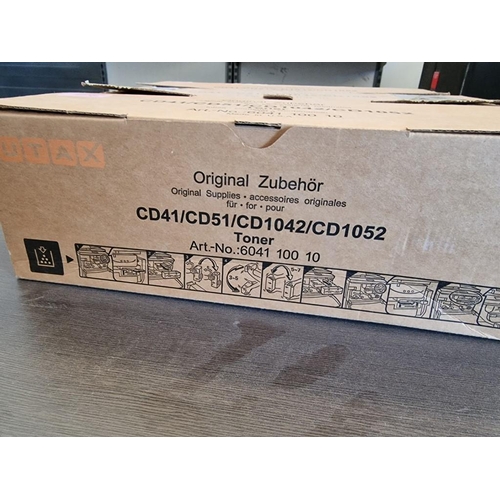 UTAX
Original Zubehör
Original Supplies • accessoires originales
für • for • pour
CD41/CD51/CD1042/CD1052
Toner
Art.-No.:6041 100 10